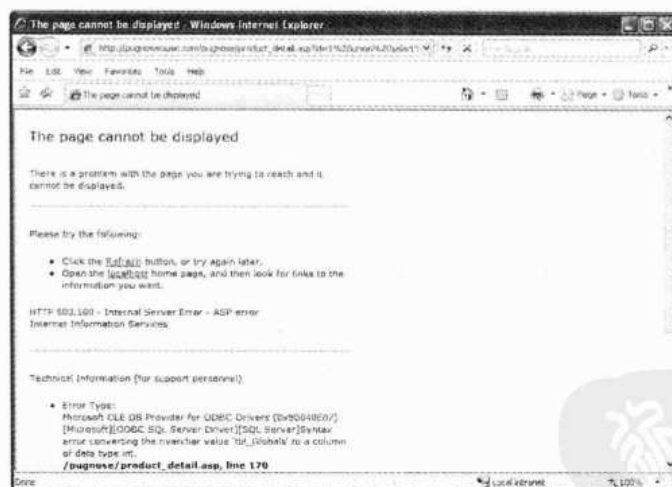 The page cannot be displayed - Windows Internet Explorer
File Edit View Favorites Tools Help
The page cannot be displayed
Page Tools
The page cannot be displayed
There is a problem with the page you are trying to reach and it
cannot be displayed.
Please try the following:
Click the Refresh button, or try again later.
Open the localhost home page, and then look for links to the
information you want.
HTTP 500.100 - Internal Server Error - ASP error
Internet Information Services
Technical Information (for support personnel)
Error Type:
Microsoft OLE DB Provider for ODBC Drivers (0x80040E07)
[Microsoft][ODBC SQL Server Driver][SQL Server]Syntax
error converting the nvarchar value 'tbl_Globals' to a column
of data type int.
/pugnose/product_detail.asp, line 170
Done
Local intranet
100%